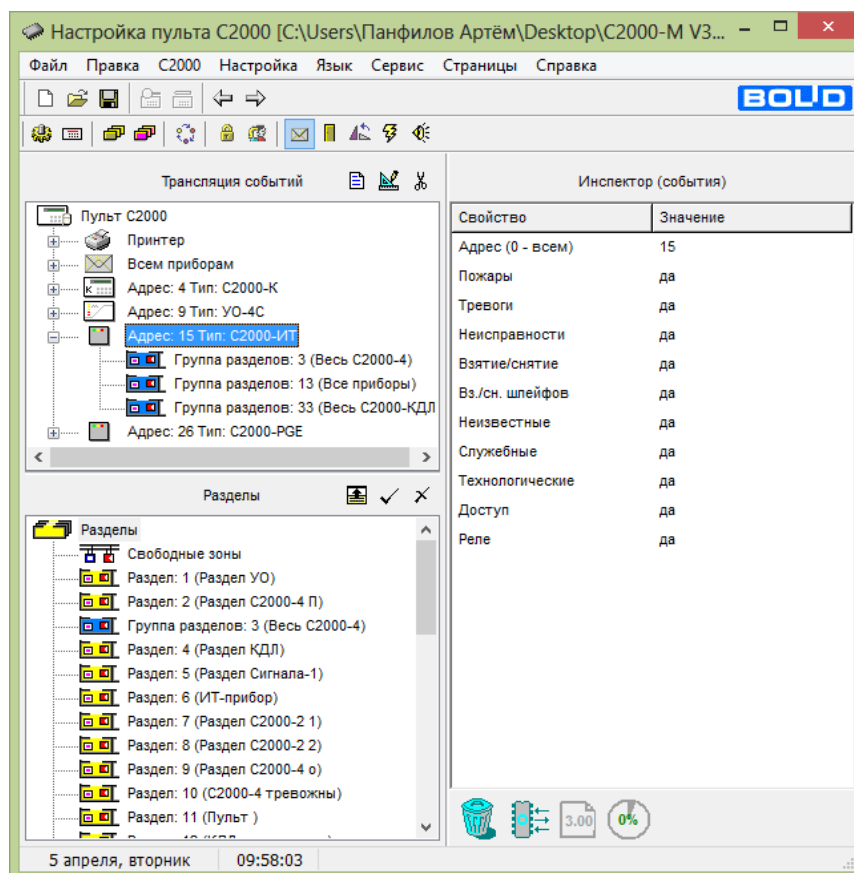 Настройка пульта С2000 [C:\Users\Панфилов Артём\Desktop\C2000-M V3...
Файл Правка С2000 Настройка Язык Сервис Страницы Справка
BOLID
Трансляция событий
Пульт С2000
Принтер
Всем приборам
Адрес: 4 Тип: С2000-К
Адрес: 9 Тип: УО-4С
Адрес: 15 Тип: С2000-ИТ
Группа разделов: 3 (Весь С2000-4)
Группа разделов: 13 (Все приборы)
Группа разделов: 33 (Весь С2000-КДЛ
Адрес: 26 Тип: С2000-PGE
Разделы
Разделы
Свободные зоны
Раздел: 1 (Раздел УО)
Раздел: 2 (Раздел С2000-4 П)
Группа разделов: 3 (Весь С2000-4)
Раздел: 4 (Раздел КДЛ)
Раздел: 5 (Раздел Сигнала-1)
Раздел: 6 (ИТ-прибор)
Раздел: 7 (Раздел С2000-2 1)
Раздел: 8 (Раздел С2000-2 2)
Раздел: 9 (Раздел С2000-4 о)
Раздел: 10 (С2000-4 тревожны)
Раздел: 11 (Пульт )
Инспектор (события)
Свойство Значение
Адрес (0 - всем) 15
Пожары да
Тревоги да
Неисправности да
Взятие/снятие да
Вз./сн. шлейфов да
Неизвестные да
Служебные да
Технологические да
Доступ да
Реле да
3.00 0%
5 апреля, вторник 09:58:03